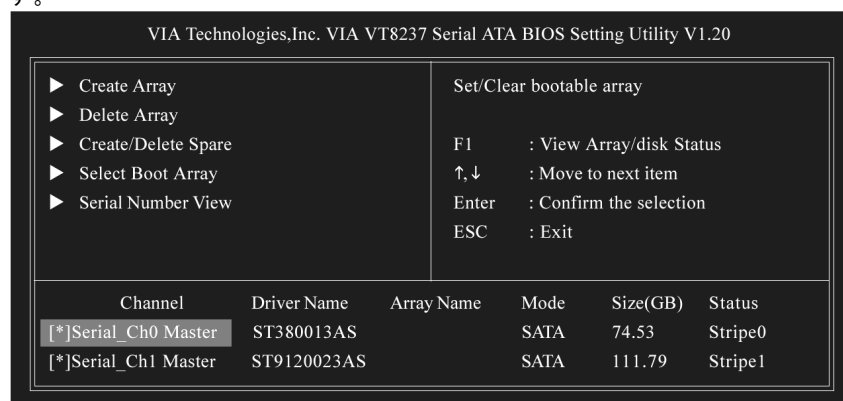 す。
VIA Technologies,Inc. VIA VT8237 Serial ATA BIOS Setting Utility V1.20
▶ Create Array
▶ Delete Array
▶ Create/Delete Spare
▶ Select Boot Array
▶ Serial Number View
Set/Clear bootable array
F1 : View Array/disk Status
↑,↓ : Move to next item
Enter : Confirm the selection
ESC : Exit
Channel Driver Name Array Name Mode Size(GB) Status
[*]Serial_Ch0 Master ST380013AS SATA 74.53 Stripe0
[*]Serial_Ch1 Master ST9120023AS SATA 111.79 Stripe1